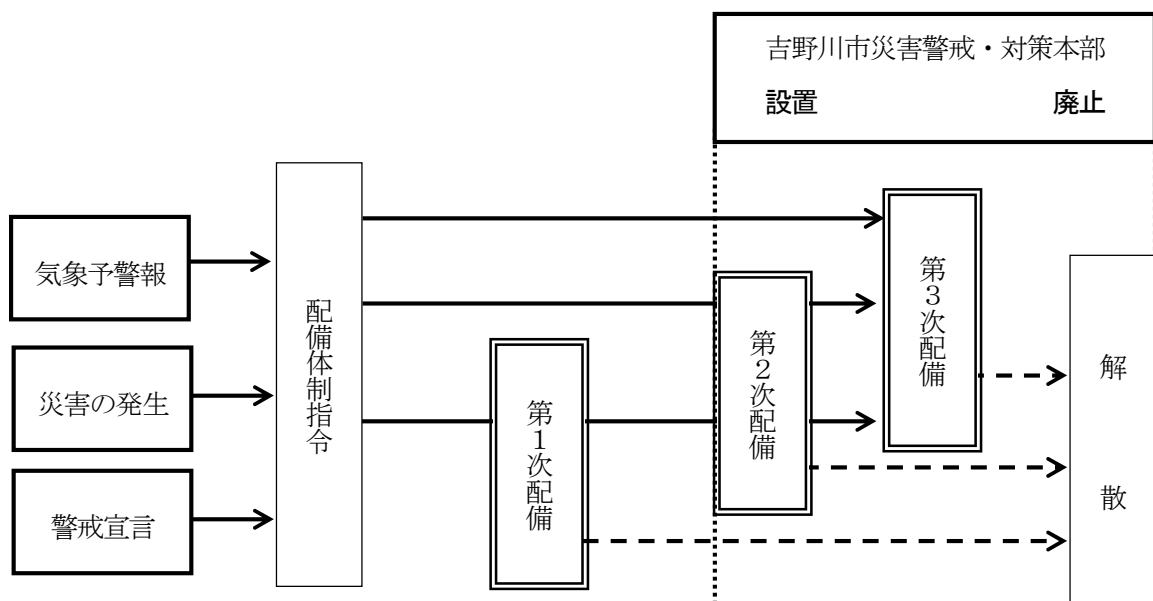 吉野川市災害警戒・対策本部
設置 廃止
気象予警報
災害の発生
警戒宣言
配備体制指令
第1次配備
第2次配備
第3次配備
解散